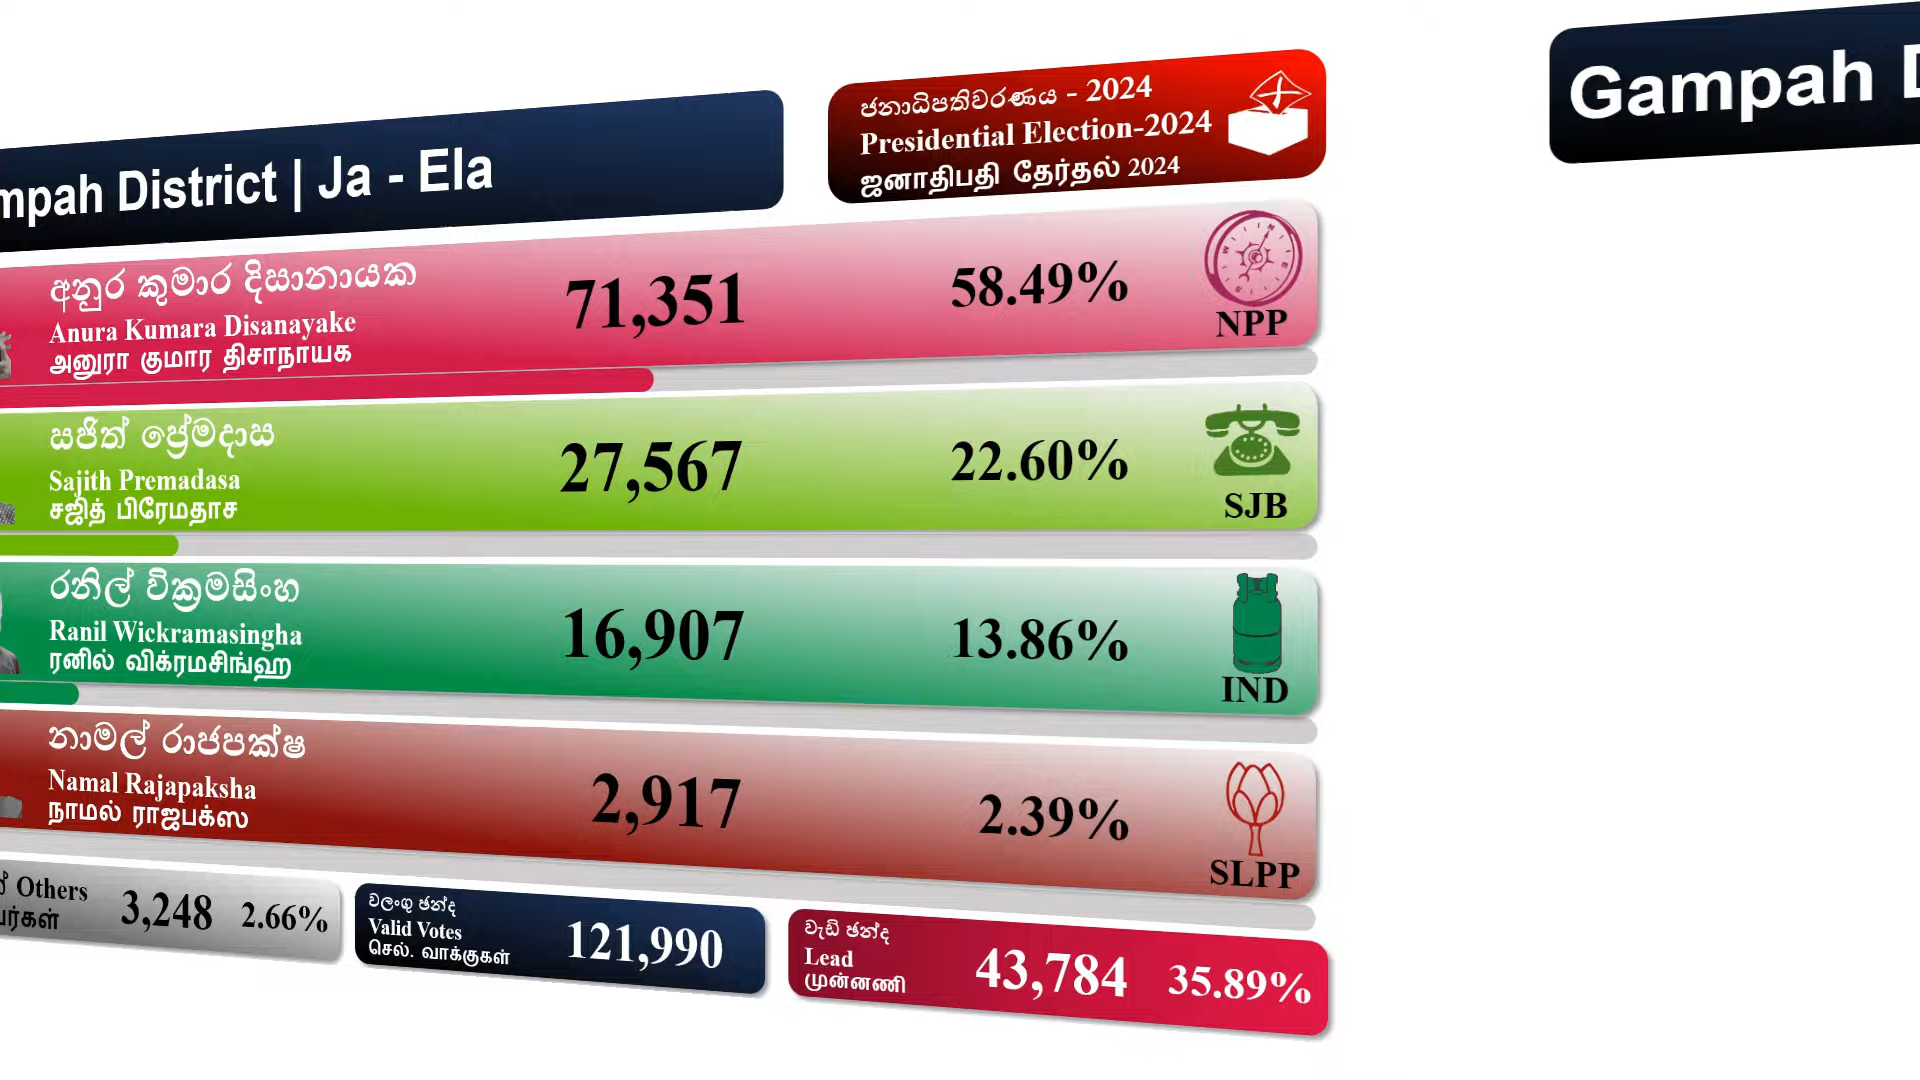 District | Ja - Ela
ජනාධිපතිවරණය - 2024
Presidential Election-2024
ஜனாதிபதி தேர்தல் 2024
Gampah
අනුර කුමාර දිසානායක
Anura Kumara Disanayake
அனுரா குமார திசாநாயக
71,351
58.49%
NPP
සජිත් ප්‍රේමදාස
Sajith Premadasa
சஜித் பிரேமதாச
27,567
22.60%
SJB
රනිල් වික්‍රමසිංහ
Ranil Wickramasingha
ரனில் விக்ரமசிங்ஹ
16,907
13.86%
IND
නාමල් රාජපක්ෂ
Namal Rajapaksha
நாமல் ராஜபக்ஸ
2,917
2.39%
SLPP
Others
3,248 2.66%
වලංගු ඡන්ද
Valid Votes
செல். வாக்குகள்
121,990
වැඩි ඡන්ද
Lead
முன்னணி
43,784 35.89%